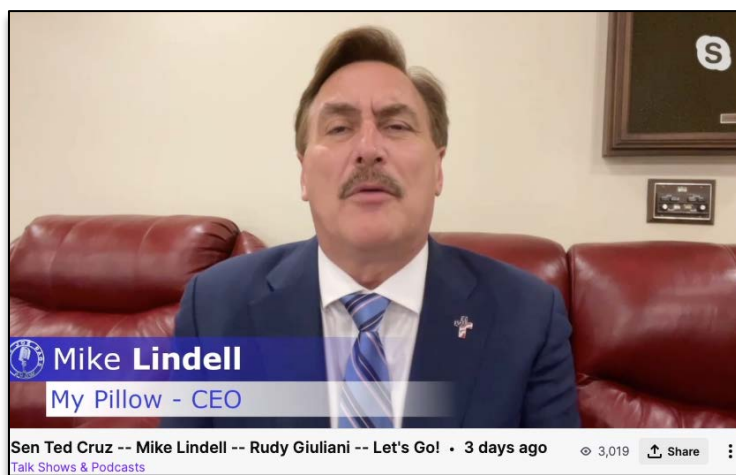 S
Mike Lindell
My Pillow - CEO
Sen Ted Cruz -- Mike Lindell -- Rudy Giuliani -- Let's Go! • 3 days ago
3,019
Share
Talk Shows & Podcasts